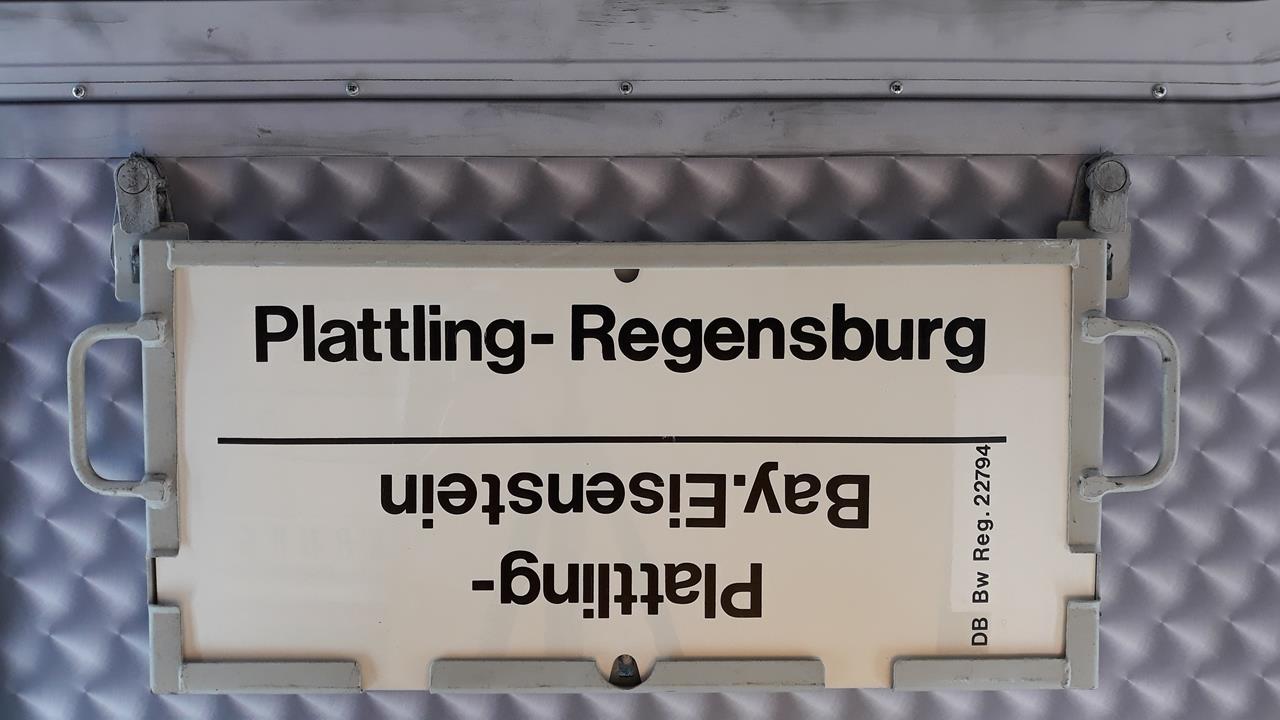 Plattling- Regensburg
Plattling-
Bay.Eisenstein
DB Bw Reg. 22794